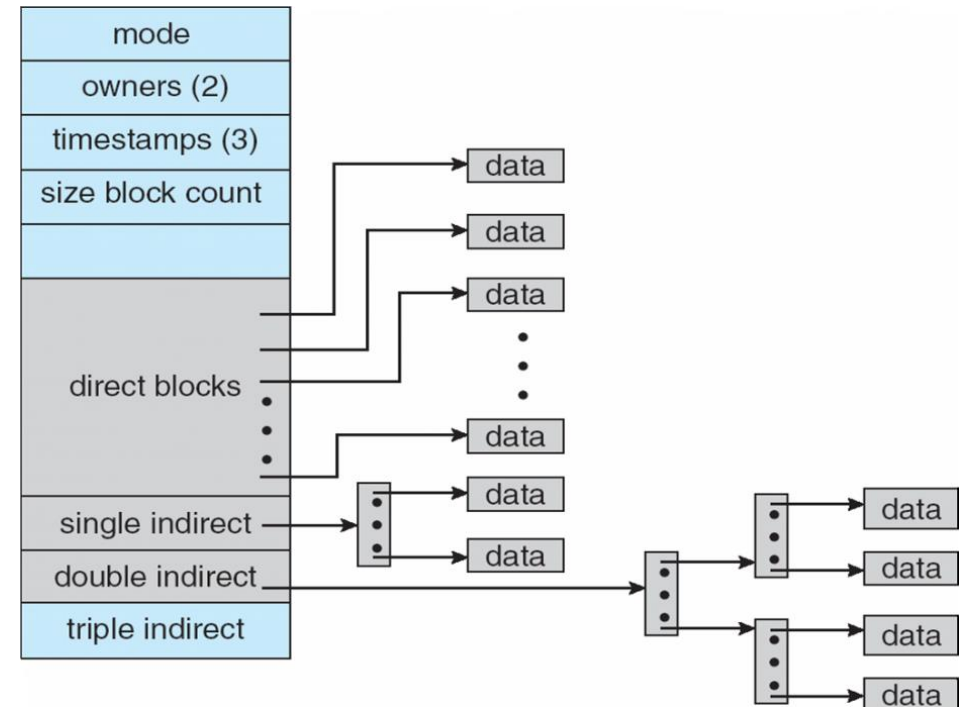 mode
owners (2)
timestamps (3)
size block count
direct blocks
single indirect
double indirect
triple indirect
data
data
data
data
data
data
data
data
data
data